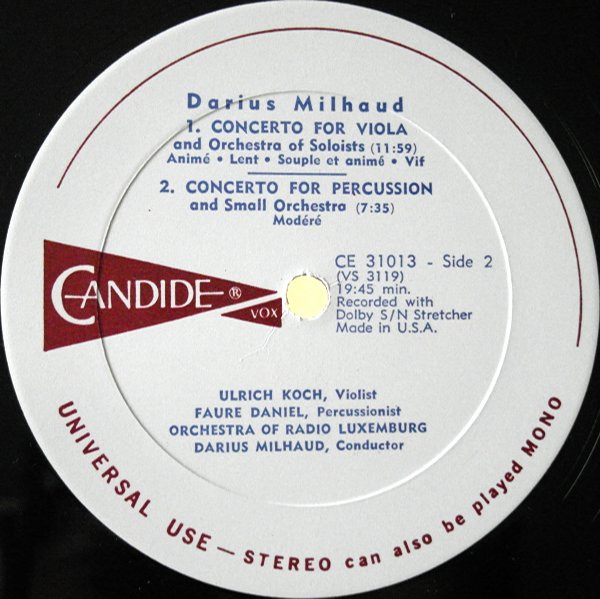 Darius Milhaud
1. CONCERTO FOR VIOLA
and Orchestra of Soloists (11:59)
Animé • Lent • Souple et animé • Vif
2. CONCERTO FOR PERCUSSION
and Small Orchestra (7:35)
Modéré
CANDIDE ®
VOX
CE 31013 - Side 2
(VS 3119)
19:45 min.
Recorded with
Dolby S/N Stretcher
Made in U.S.A.
ULRICH KOCH, Violist
FAURE DANIEL, Percussionist
ORCHESTRA OF RADIO LUXEMBURG
DARIUS MILHAUD, Conductor
UNIVERSAL USE — STEREO can also be played MONO